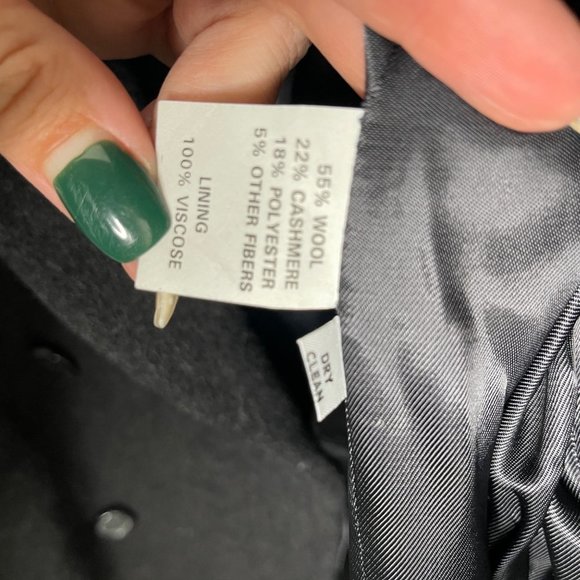 55% WOOL
22% CASHMERE
18% POLYESTER
5% OTHER FIBERS
LINING
100% VISCOSE
DRY
CLEAN